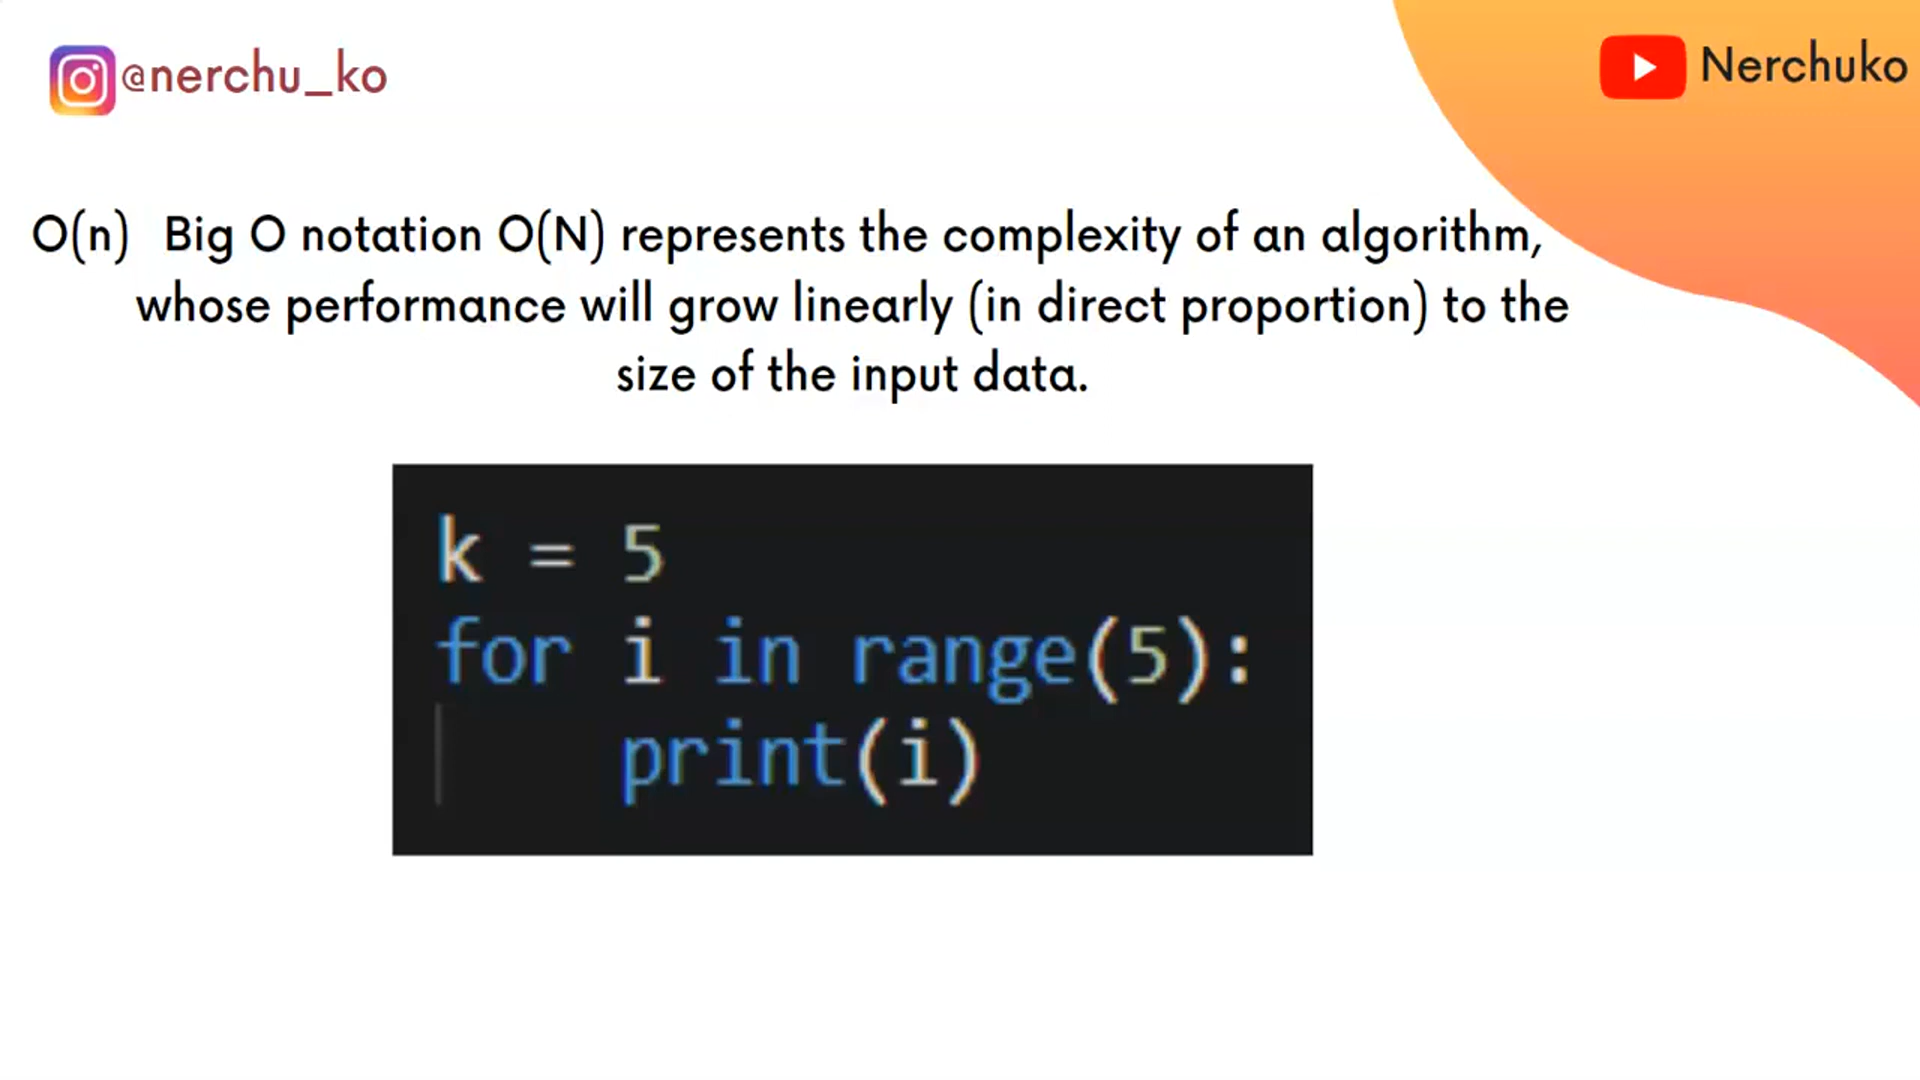 @nerchu_ko
Nerchuko
O(n) Big O notation O(N) represents the complexity of an algorithm,
whose performance will grow linearly (in direct proportion) to the
size of the input data.
k = 5
for i in range(5):
    print(i)